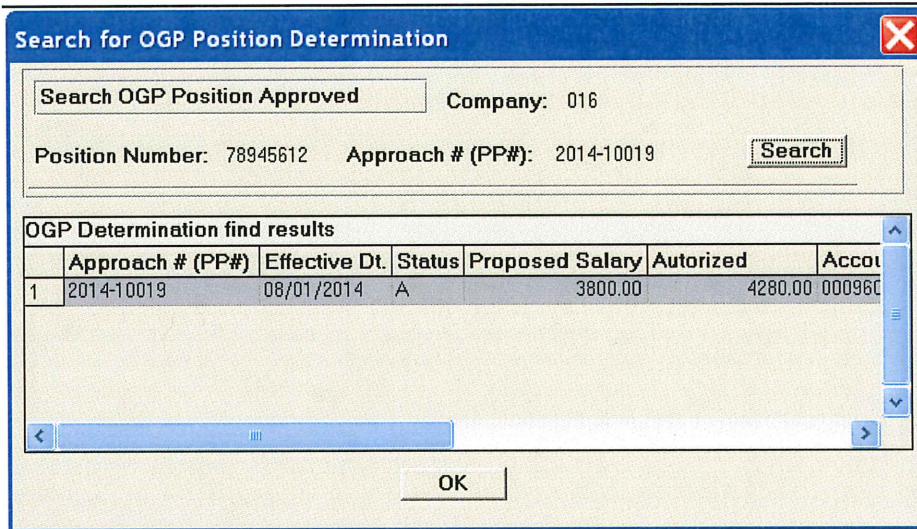 Search for OGP Position Determination
Search OGP Position Approved Company: 016
Position Number: 78945612 Approach # (PP#): 2014-10019 Search
OGP Determination find results
Approach # (PP#) Effective Dt. Status Proposed Salary Autorized Accou
1 2014-10019 08/01/2014 A 3800.00 4280.00 000960
OK